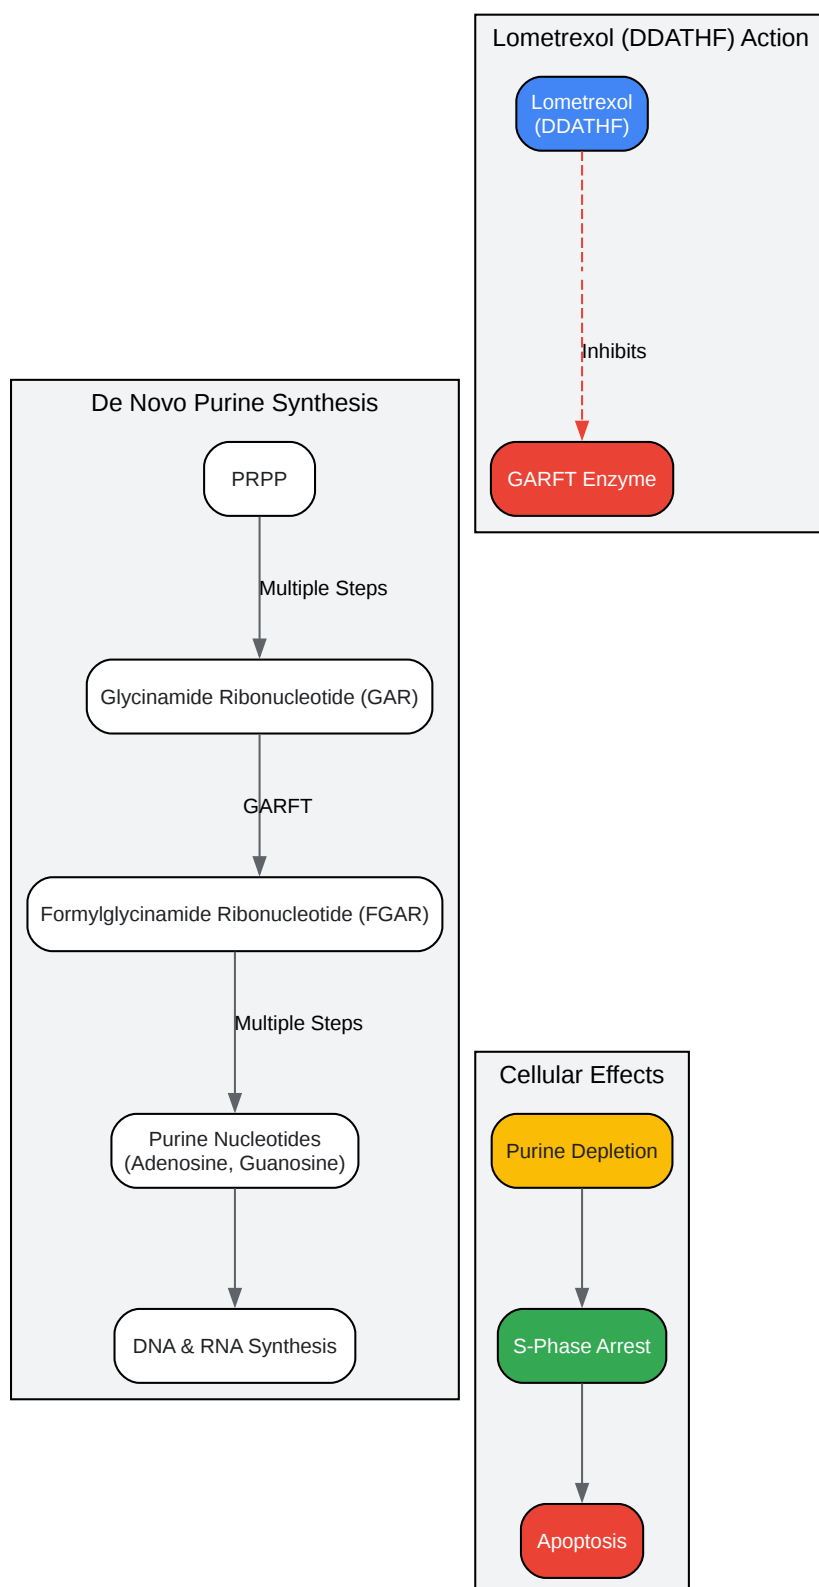 Lometrexol (DDATHF) Action
Lometrexol
(DDATHF)
Inhibits
GARFT Enzyme
De Novo Purine Synthesis
PRPP
Multiple Steps
Glycinamide Ribonucleotide (GAR)
GARFT
Formylglycinamide Ribonucleotide (FGAR)
Multiple Steps
Purine Nucleotides
(Adenosine, Guanosine)
DNA & RNA Synthesis
Cellular Effects
Purine Depletion
S-Phase Arrest
Apoptosis